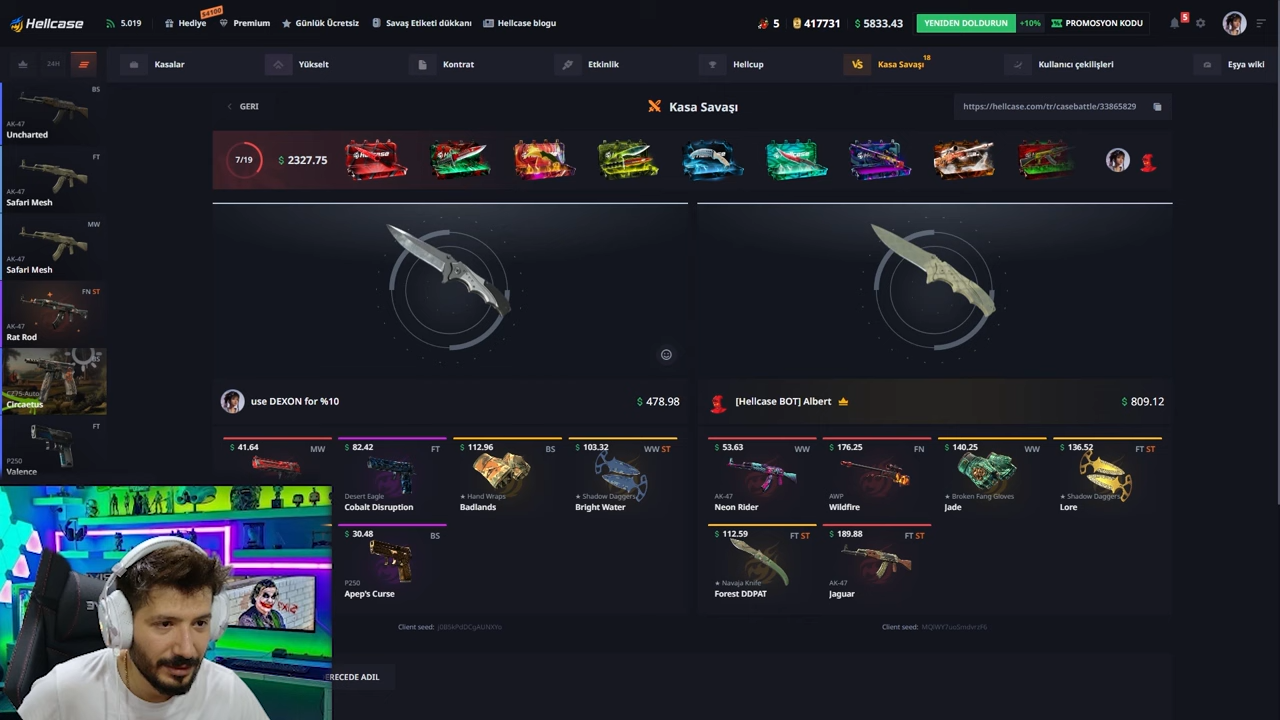 Hellcase
5.019
Hediye
$4100
Premium
Günlük Ücretsiz
Savaş Etiketi dükkanı
Hellcase blogu
5
417731
$ 5833.43
YENİDEN DOLDURUN
+10%
PROMOSYON KODU
5
24H
Kasalar
Yükselt
Kontrat
Etkinlik
Hellcup
VS
Kasa Savaşı
18
Kullanıcı çekilişleri
Eşya wiki
BS
AK-47
Uncharted
FT
AK-47
Safari Mesh
MW
AK-47
Safari Mesh
FN ST
AK-47
Rat Rod
BS
CZ75-Auto
Circaetus
FT
P250
Valence
GERİ
Kasa Savaşı
https://hellcase.com/tr/casebattle/33865829
7/19
$ 2327.75
use DEXON for %10
$ 478.98
[Hellcase BOT] Albert
$ 809.12
$ 41.64
MW
$ 82.42
FT
Desert Eagle
Cobalt Disruption
$ 112.96
BS
★ Hand Wraps
Badlands
$ 103.32
WW ST
★ Shadow Daggers
Bright Water
$ 30.48
BS
P250
Apep's Curse
$ 53.63
WW
AK-47
Neon Rider
$ 176.25
FN
AWP
Wildfire
$ 140.25
WW
★ Broken Fang Gloves
Jade
$ 136.52
FT ST
★ Shadow Daggers
Lore
$ 112.59
FT ST
★ Navaja Knife
Forest DDPAT
$ 189.88
FT ST
AK-47
Jaguar
Client seed:
Client seed:
ERECEDE ADIL